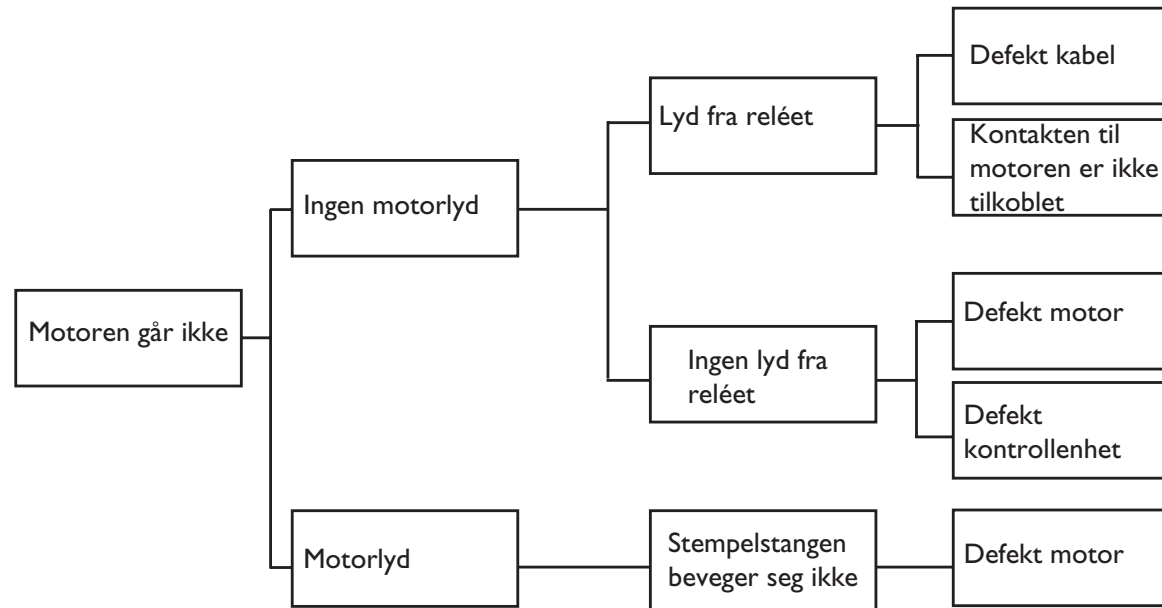 Motoren går ikke
Ingen motorlyd
Lyd fra reléet
Defekt kabel
Kontakten til
motoren er ikke
tilkoblet
Ingen lyd fra
reléet
Defekt motor
Defekt
kontrollenhet
Motorlyd
Stempelstangen
beveger seg ikke
Defekt motor